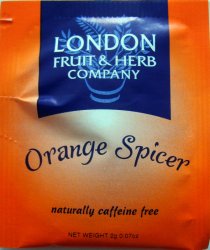 LONDON
FRUIT & HERB
COMPANY
Orange Spicer
naturally caffeine free
NET WEIGHT 2g 0.07oz